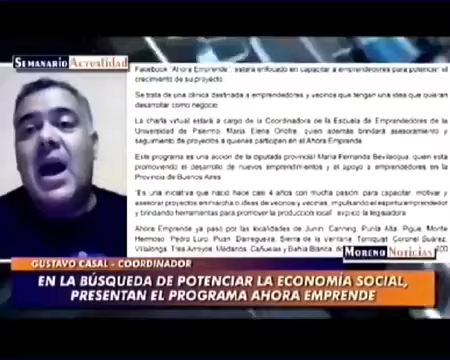 SEMANARIO Actualidad
Facebook "Ahora Emprende", estará enfocado en capacitar a emprendedores para potenciar el
crecimiento de su proyecto.
Se trata de una clínica destinada a emprendedores y vecinos que tengan una idea que quieran
desarrollar como negocio.
La charla virtual estará a cargo de la Coordinadora de la Escuela de Emprendedores de la
Universidad de Palermo, María Elena Onofre, quien además brindará asesoramiento y
seguimiento de proyectos a quienes participen en el Ahora Emprende.
Este programa es una acción de la diputada provincial María Fernanda Bevilacqua, quien está
promoviendo el desarrollo de nuevos emprendimientos y el apoyo a emprendedores en la
Provincia de Buenos Aires.
"Es una iniciativa que nació hace casi 4 años con mucha pasión para capacitar, motivar y
asesorar proyectos en marcha o ideas de vecinos y vecinas, impulsando el espíritu emprendedor
y brindando herramientas para promover la producción local", explicó la legisladora.
Ahora Emprende ya pasó por las localidades de Junín, Canning, Punta Alta, Pigüé, Monte
Hermoso, Pedro Luro, Puan, Darregueira, Sierra de la Ventana, Tornquist, Coronel Suárez,
Villalonga, Tres Arroyos, Médanos, Cañuelas y Bahía Blanca,
MORENO NOTICIAS
GUSTAVO CASAL - COORDINADOR
EN LA BÚSQUEDA DE POTENCIAR LA ECONOMÍA SOCIAL,
PRESENTAN EL PROGRAMA AHORA EMPRENDE